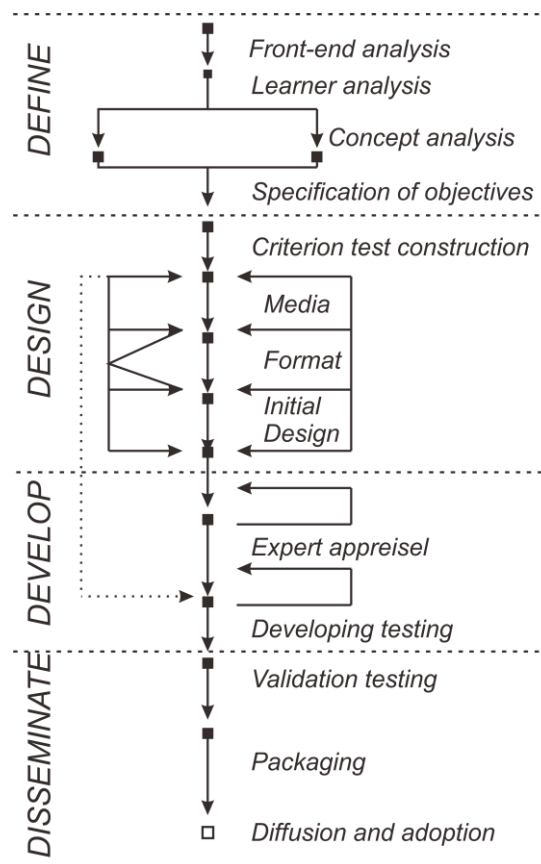 DEFINE
Front-end analysis
Learner analysis
Concept analysis
Specification of objectives
DESIGN
Criterion test construction
Media
Format
Initial
Design
DEVELOP
Expert appreisel
Developing testing
DISSEMINATE
Validation testing
Packaging
Diffusion and adoption